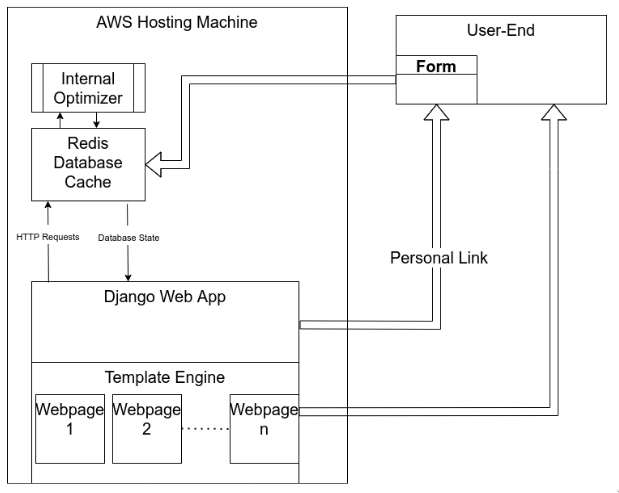 AWS Hosting Machine
User-End
Form
Internal
Optimizer
Redis
Database
Cache
HTTP Requests
Database State
Personal Link
Django Web App
Template Engine
Webpage
1
Webpage
2
Webpage
n